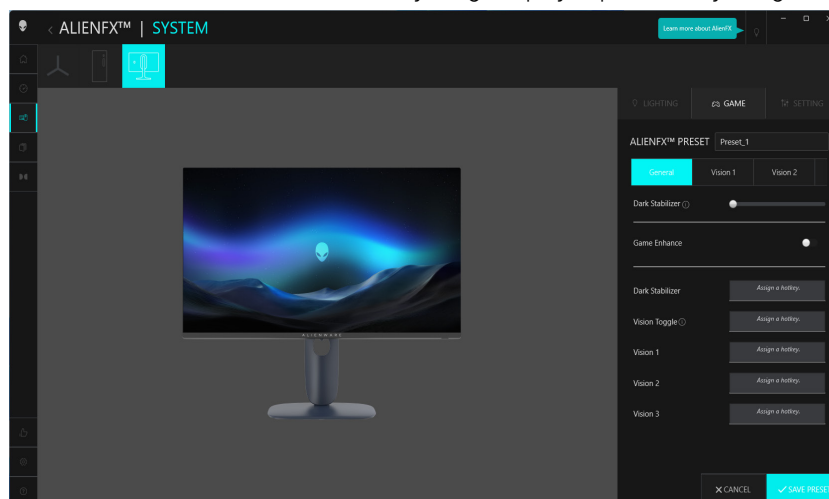 < ALIENFX™ | SYSTEM
Learn more about AlienFX
LIGHTING GAME SETTING
ALIENFX™ PRESET Preset_1
General Vision 1 Vision 2
Dark Stabilizer
Game Enhance
Dark Stabilizer Assign a hotkey.
Vision Toggle Assign a hotkey.
Vision 1 Assign a hotkey.
Vision 2 Assign a hotkey.
Vision 3 Assign a hotkey.
ALIENWARE
CANCEL SAVE PRESET